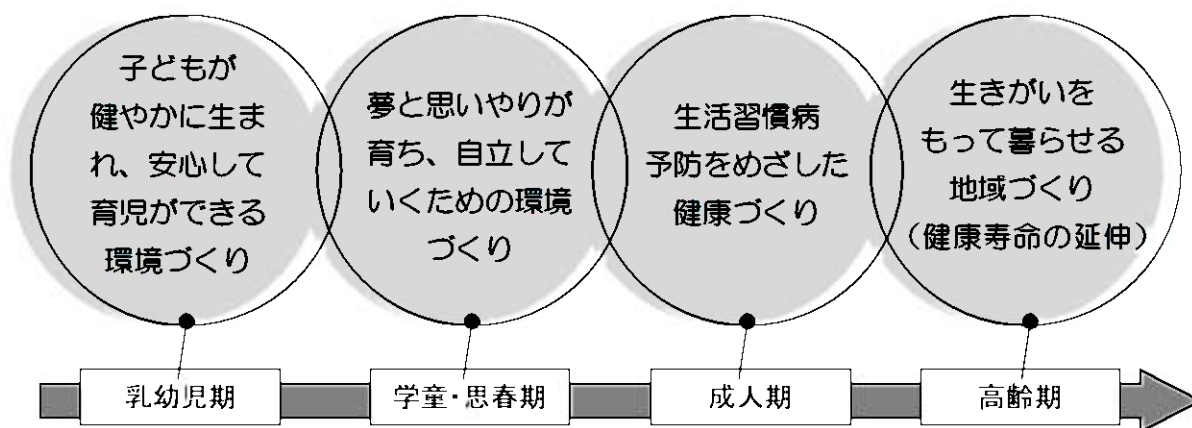 子どもが
健やかに生ま
れ、安心して
育児ができる
環境づくり
夢と思いやりが
育ち、自立して
いくための環境
づくり
生活習慣病
予防をめざした
健康づくり
生きがいを
もって暮らせる
地域づくり
（健康寿命の延伸）
乳幼児期
学童・思春期
成人期
高齢期